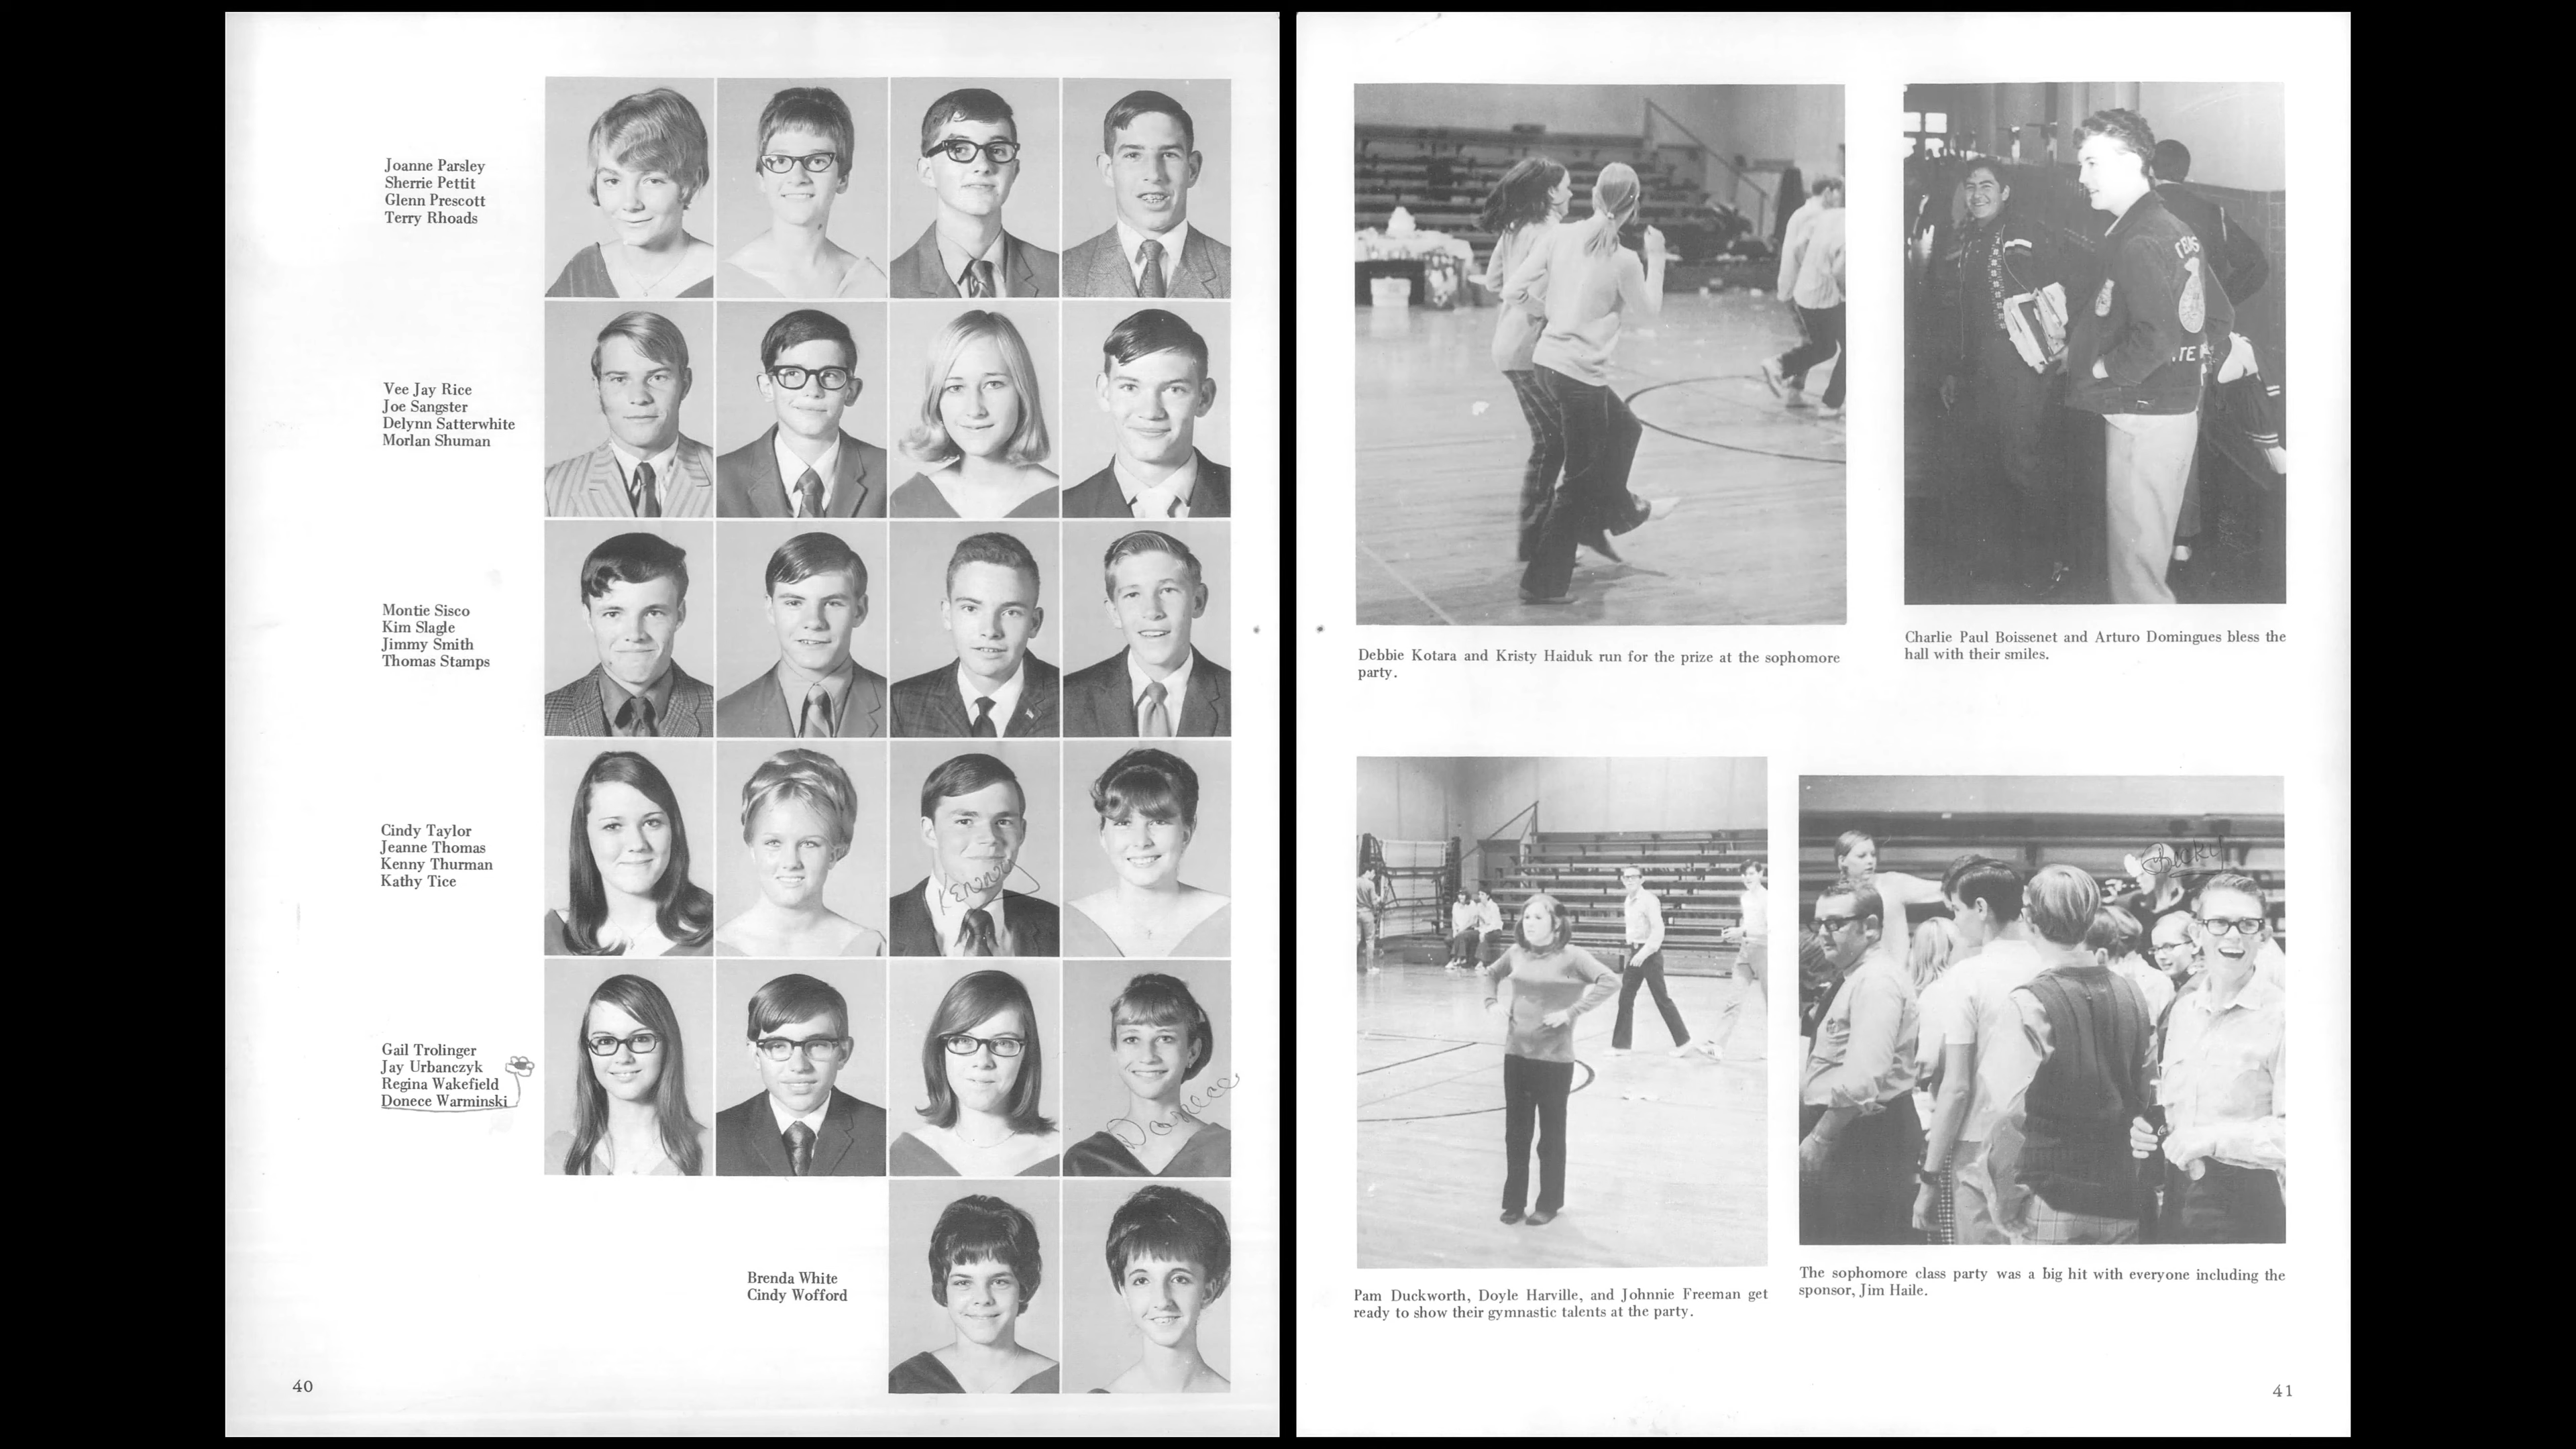 Joanne Parsley
Sherrie Pettit
Glenn Prescott
Terry Rhoads
Vee Jay Rice
Joe Sangster
Delynn Satterwhite
Morlan Shuman
Montie Sisco
Kim Slagle
Jimmy Smith
Thomas Stamps
Cindy Taylor
Jeanne Thomas
Kenny Thurman
Kathy Tice
Kenny
Gail Trolinger
Jay Urbanczyk
Regina Wakefield
Donece Warminski
Donece
Brenda White
Cindy Wofford
40
TEXAS
TE
Debbie Kotara and Kristy Haiduk run for the prize at the sophomore
party.
Charlie Paul Boissenet and Arturo Domingues bless the
hall with their smiles.
Becky
Pam Duckworth, Doyle Harville, and Johnnie Freeman get
ready to show their gymnastic talents at the party.
The sophomore class party was a big hit with everyone including the
sponsor, Jim Haile.
41